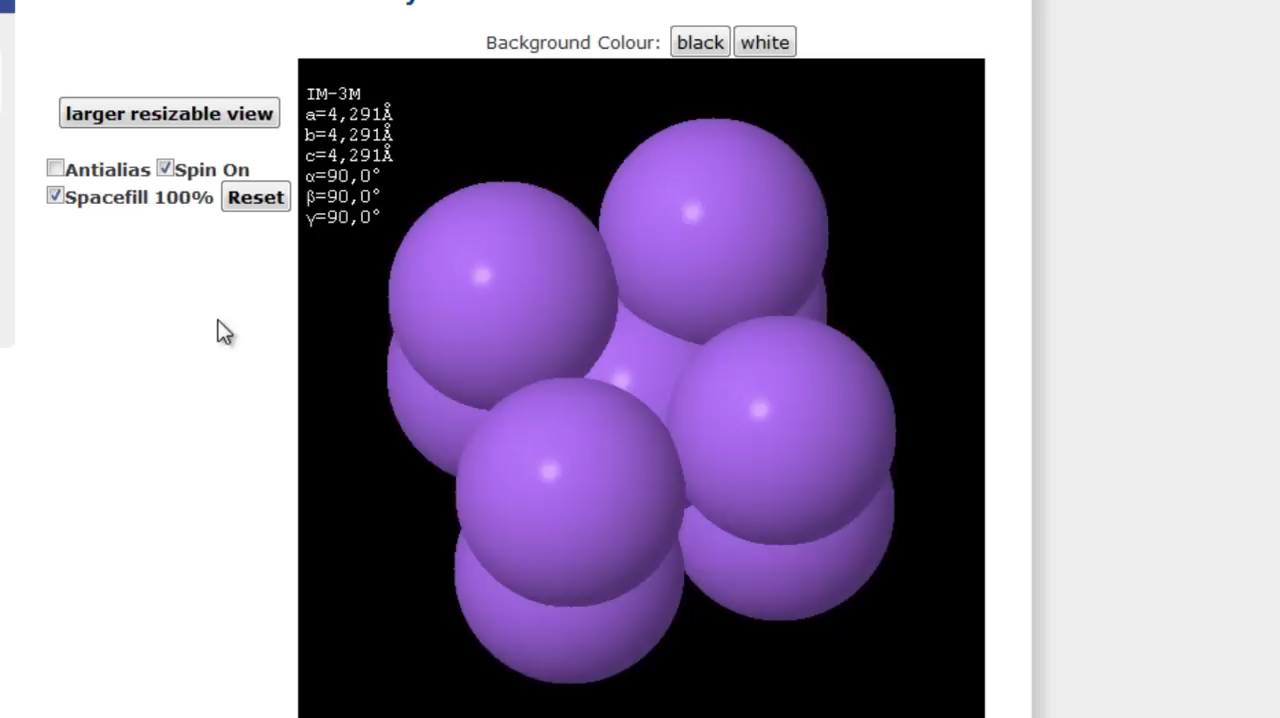 Background Colour: black white
larger resizable view
Antialias Spin On
Spacefill 100% Reset
IM-3M
a=4,291Å
b=4,291Å
c=4,291Å
α=90,0°
β=90,0°
γ=90,0°